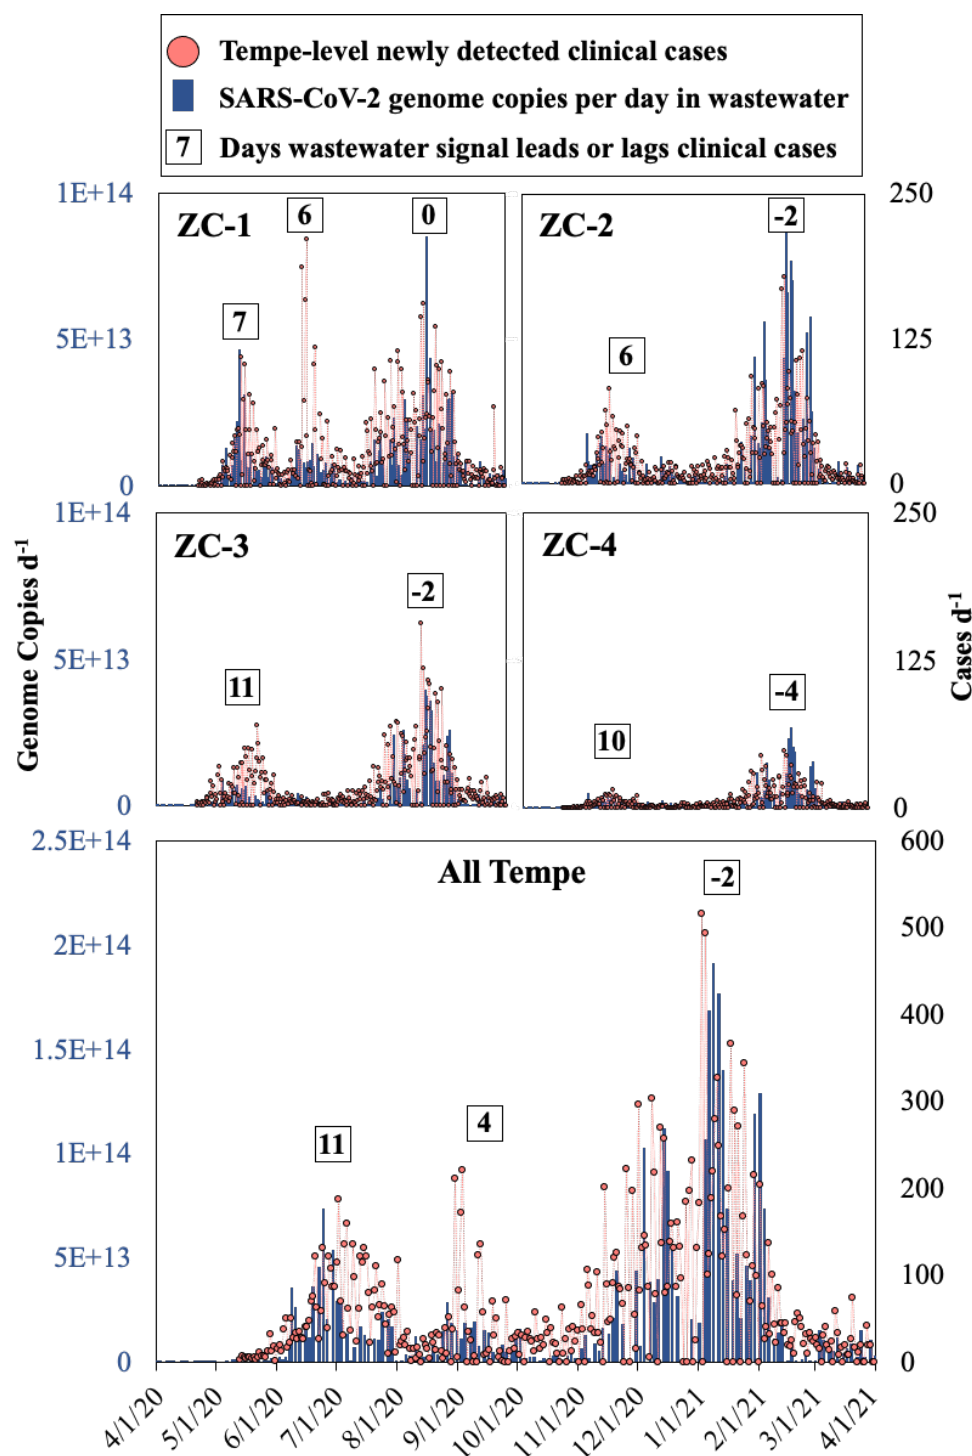 Tempe-level newly detected clinical cases
SARS-CoV-2 genome copies per day in wastewater
7 Days wastewater signal leads or lags clinical cases
1E+14
5E+13
0
ZC-1
7
6
0
ZC-2
6
-2
250
125
0
1E+14
5E+13
0
ZC-3
11
-2
ZC-4
10
-4
250
125
0
Genome Copies d-1
Cases d-1
2.5E+14
2E+14
1.5E+14
1E+14
5E+13
0
All Tempe
11
4
-2
600
500
400
300
200
100
0
4/1/20
5/1/20
6/1/20
7/1/20
8/1/20
9/1/20
10/1/20
11/1/20
12/1/20
1/1/21
2/1/21
3/1/21
4/1/21